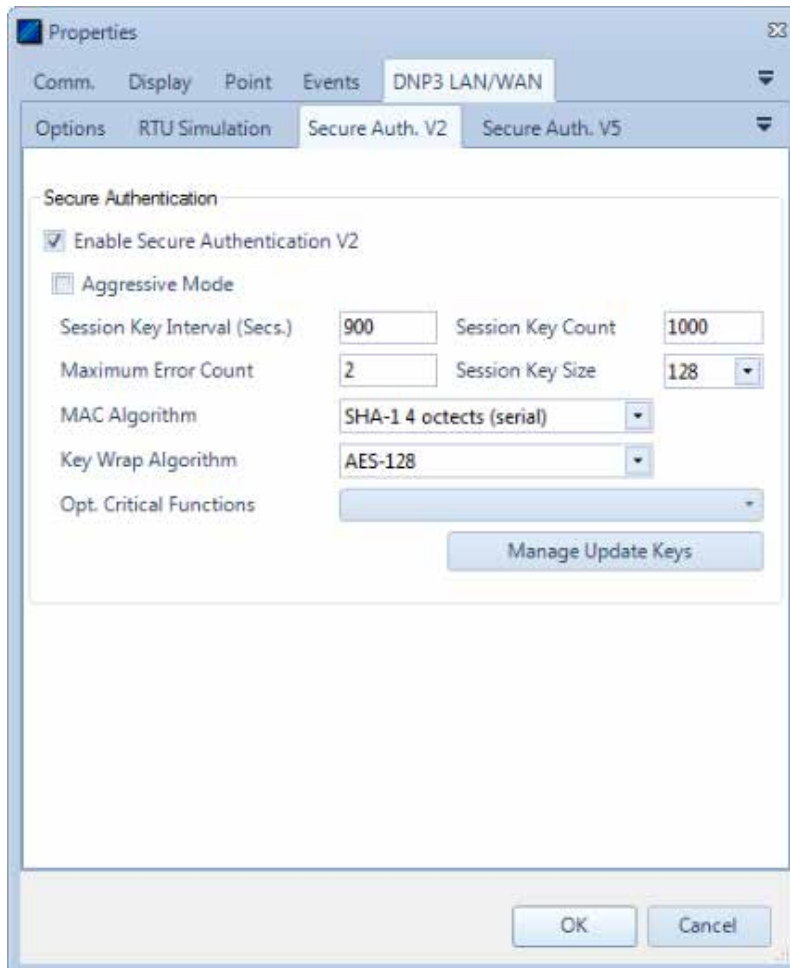 Properties
Comm. Display Point Events DNP3 LAN/WAN
Options RTU Simulation Secure Auth. V2 Secure Auth. V5
Secure Authentication
Enable Secure Authentication V2
Aggressive Mode
Session Key Interval (Secs.) 900 Session Key Count 1000
Maximum Error Count 2 Session Key Size 128
MAC Algorithm SHA-1 4 octects (serial)
Key Wrap Algorithm AES-128
Opt. Critical Functions
Manage Update Keys
OK Cancel